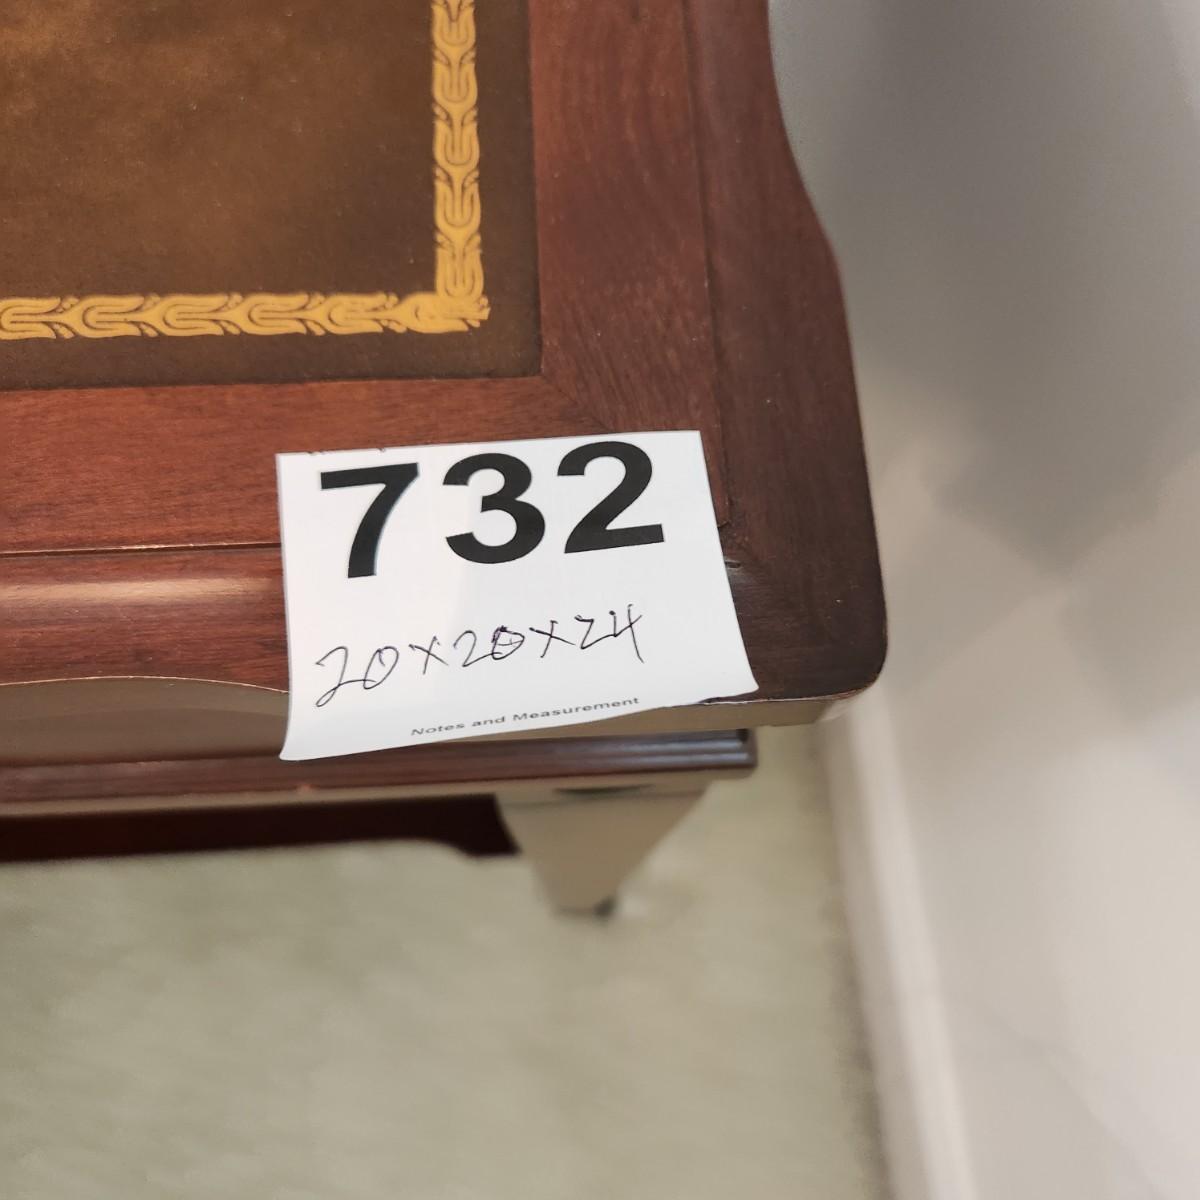 732
20x20x24
Notes and Measurement